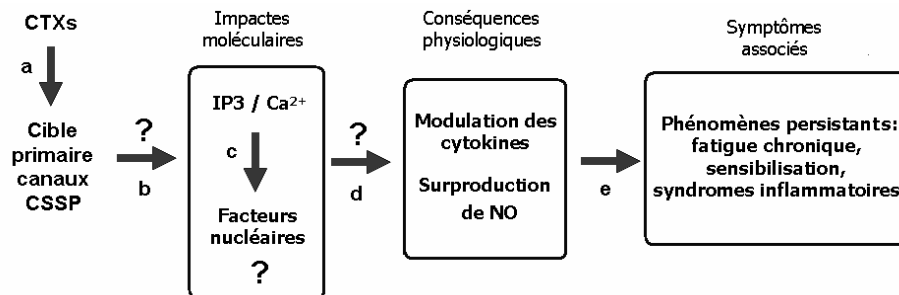 CTXs
a
Cible
primaire
canaux
CSSP
?
b
Impactes
moléculaires
IP3 / Ca²⁺
c
Facteurs
nucléaires
?
?
d
Conséquences
physiologiques
Modulation des
cytokines
Surproduction
de NO
e
Symptômes
associés
Phénomènes persistants:
fatigue chronique,
sensibilisation,
syndromes inflammatoires